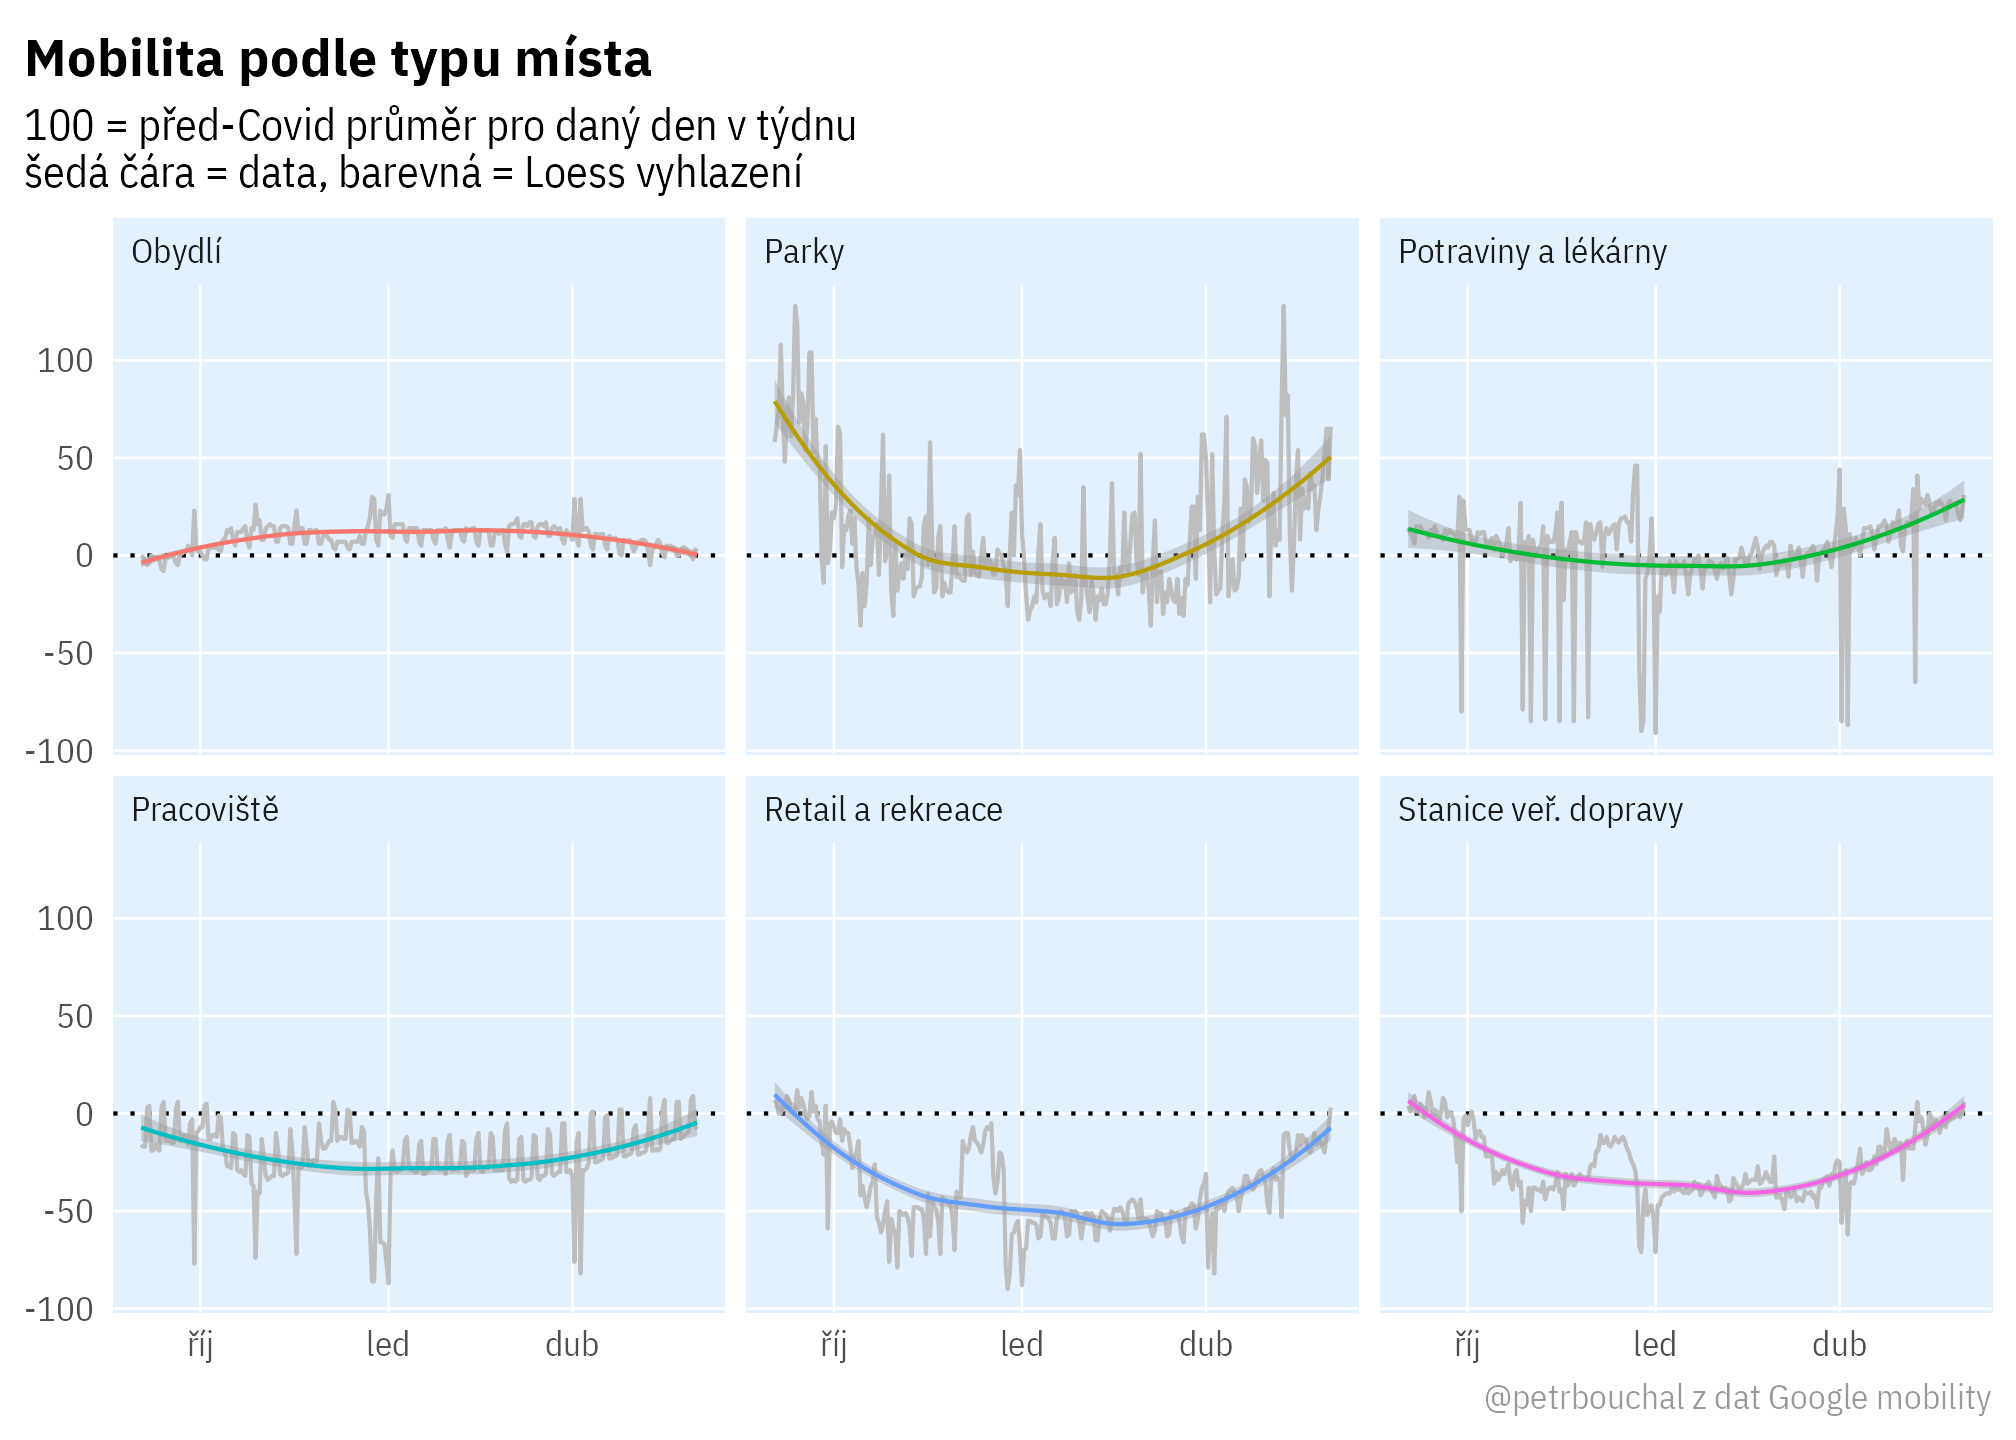 Mobilita podle typu místa
100 = před-Covid průměr pro daný den v týdnu
šedá čára = data, barevná = Loess vyhlazení
Obydlí
Parky
Potraviny a lékárny
100
50
0
-50
-100
Pracoviště
Retail a rekreace
Stanice veř. dopravy
100
50
0
-50
-100
říj led dub říj led dub říj led dub
@petrbouchal z dat Google mobility